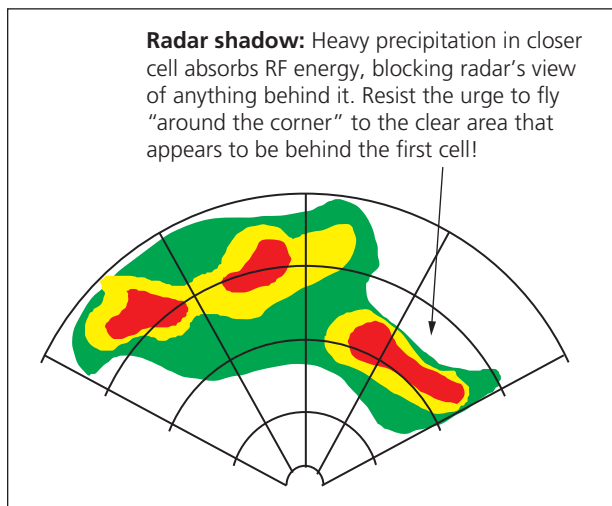 Radar shadow: Heavy precipitation in closer
cell absorbs RF energy, blocking radar's view
of anything behind it. Resist the urge to fly
“around the corner” to the clear area that
appears to be behind the first cell!